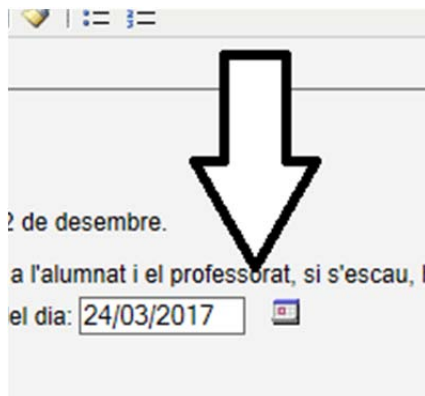 2 de desembre.
a l'alumnat i el professorat, si s'escau,
el dia: 24/03/2017